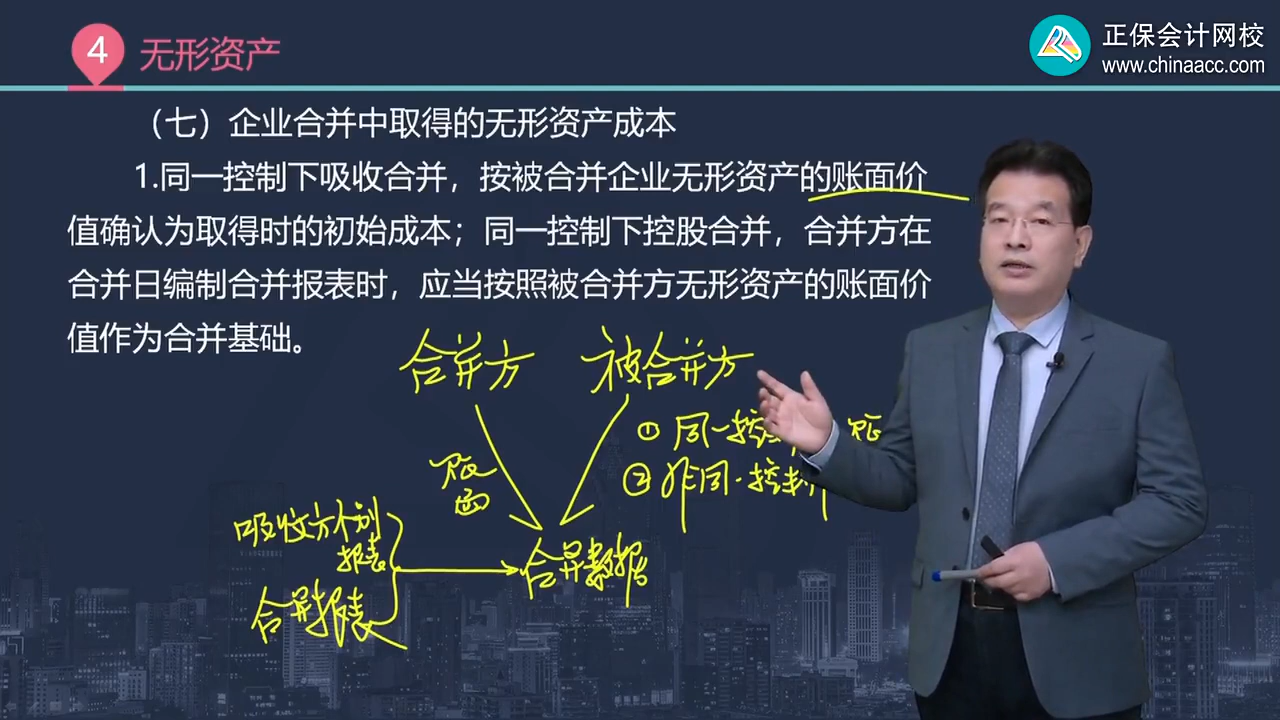 4 无形资产
正保会计网校
www.chinaacc.com
（七）企业合并中取得的无形资产成本
1.同一控制下吸收合并，按被合并企业无形资产的账面价
值确认为取得时的初始成本；同一控制下控股合并，合并方在
合并日编制合并报表时，应当按照被合并方无形资产的账面价
值作为合并基础。
合并方 被合并方
① 同一控 账
② 非同一控制
账
面
吸收方个别
报表
合并报表
合并数据